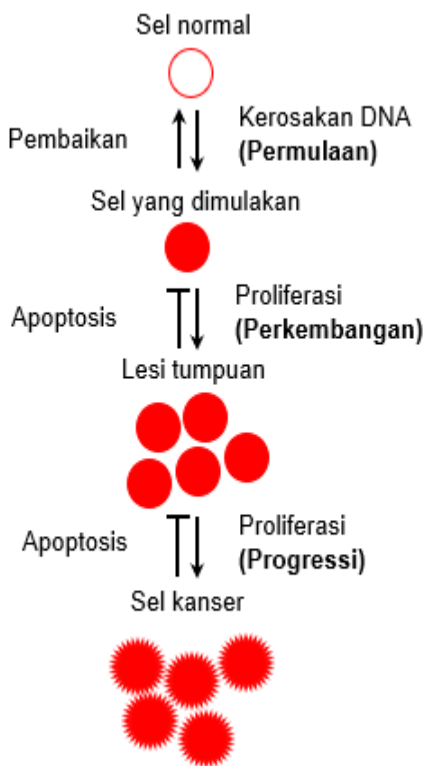 Sel normal
Pembaikan
Kerosakan DNA
(Permulaan)
Sel yang dimulakan
Apoptosis
Proliferasi
(Perkembangan)
Lesi tumpuan
Apoptosis
Proliferasi
(Progressi)
Sel kanser